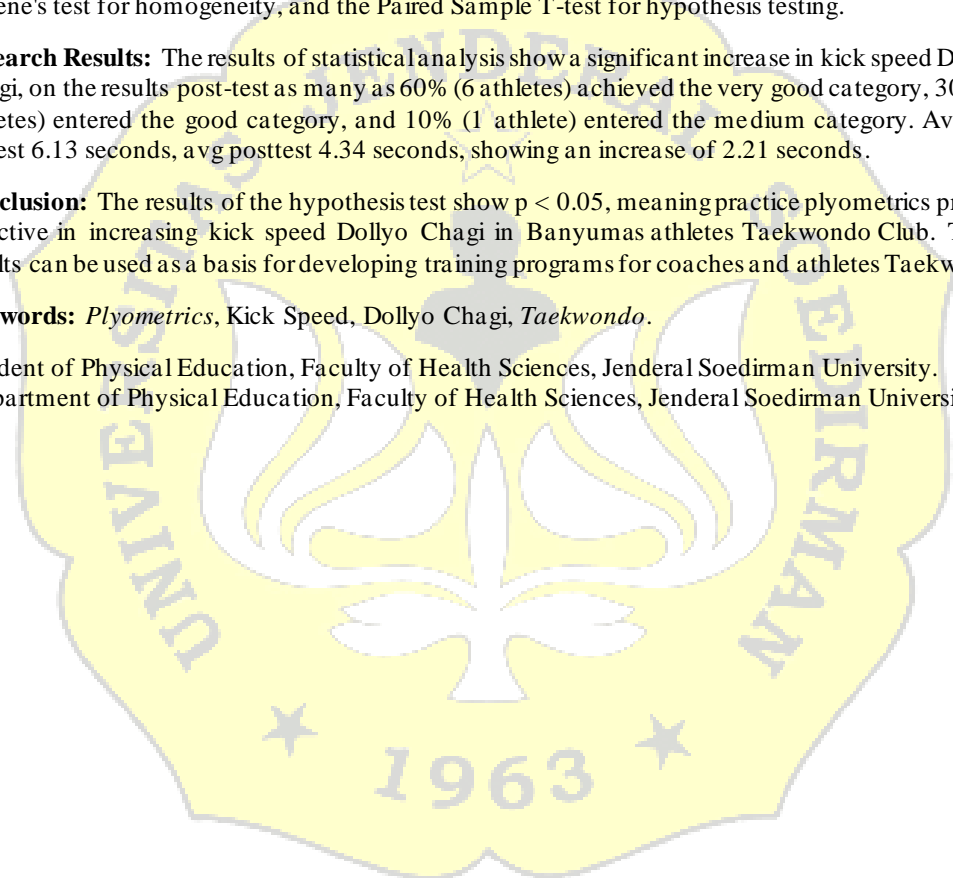 ene's test for homogeneity, and the Paired Sample T-test for hypothesis testing.
earch Results: The results of statistical analysis show a significant increase in kick speed D
gi, on the results post-test as many as 60% (6 athletes) achieved the very good category, 30
etes) entered the good category, and 10% (1 athlete) entered the medium category. Av
est 6.13 seconds, avg posttest 4.34 seconds, showing an increase of 2.21 seconds.
clusion: The results of the hypothesis test show p < 0.05, meaning practice plyometrics pr
ctive in increasing kick speed Dollyo Chagi in Banyumas athletes Taekwondo Club. T
lts can be used as a basis for developing training programs for coaches and athletes Taekw
words: Plyometrics, Kick Speed, Dollyo Chagi, Taekwondo.
dent of Physical Education, Faculty of Health Sciences, Jenderal Soedirman University.
partment of Physical Education, Faculty of Health Sciences, Jenderal Soedirman Universi
UNIVERSITAS JENDERAL SOEDIRMAN
1963